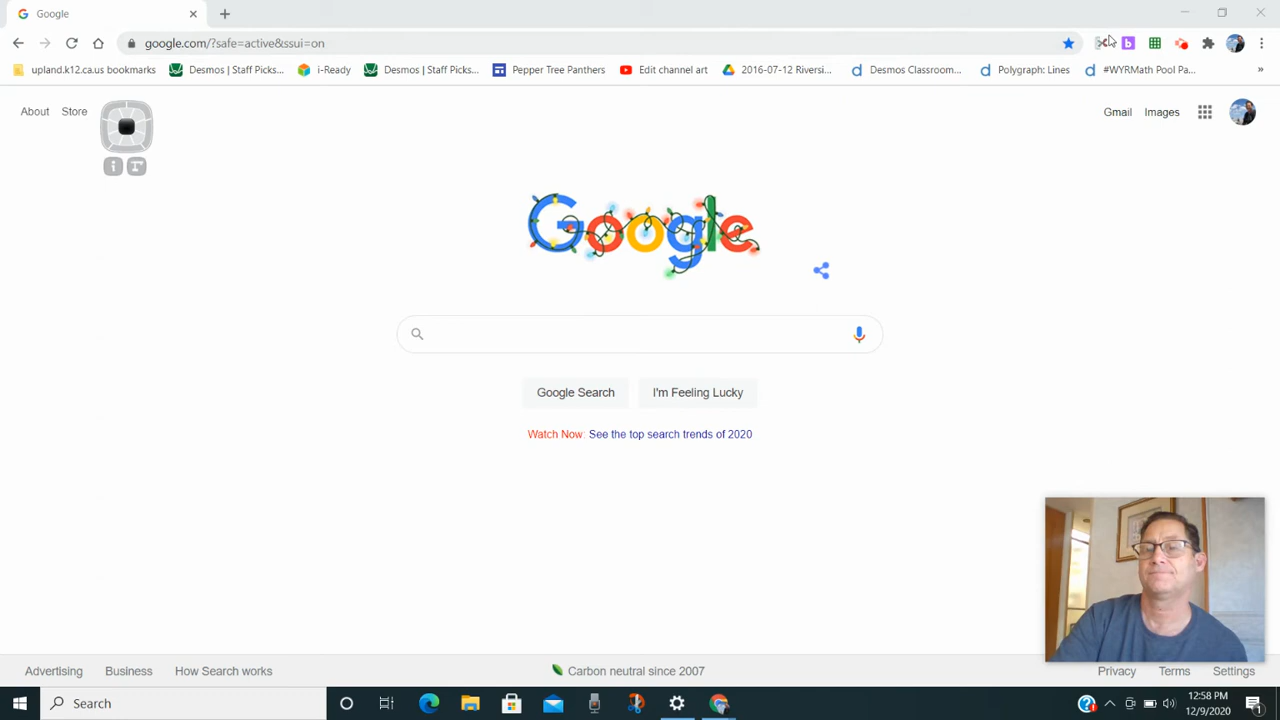 Google
google.com/?safe=active&ssui=on
upland.k12.ca.us bookmarks
Desmos | Staff Picks...
i-Ready
Desmos | Staff Picks...
Pepper Tree Panthers
Edit channel art
2016-07-12 Riversi...
Desmos Classroom...
Polygraph: Lines
#WYRMath Pool Pa...
»
About Store
Gmail Images
Google
Google Search
I'm Feeling Lucky
Watch Now: See the top search trends of 2020
Advertising Business How Search works
Carbon neutral since 2007
Privacy Terms Settings
Search
12:58 PM
12/9/2020
1